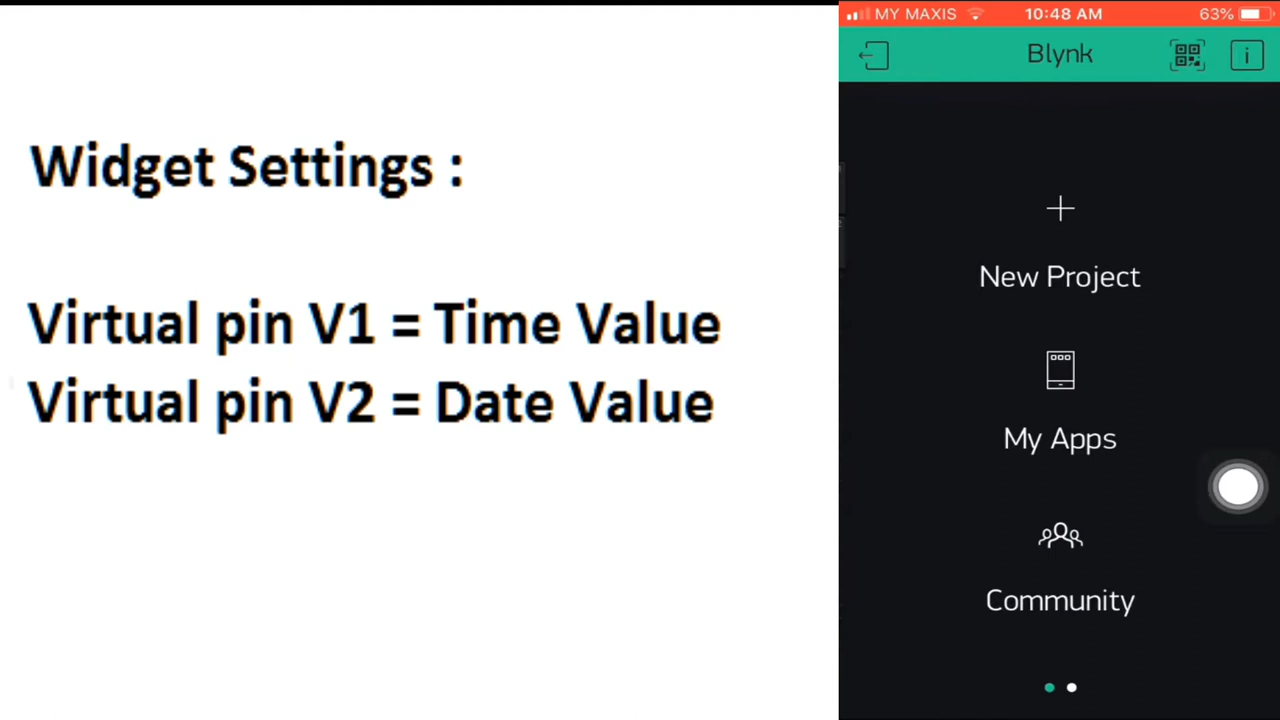 Widget Settings :
Virtual pin V1 = Time Value
Virtual pin V2 = Date Value
MY MAXIS
10:48 AM
63%
Blynk
i
New Project
My Apps
Community